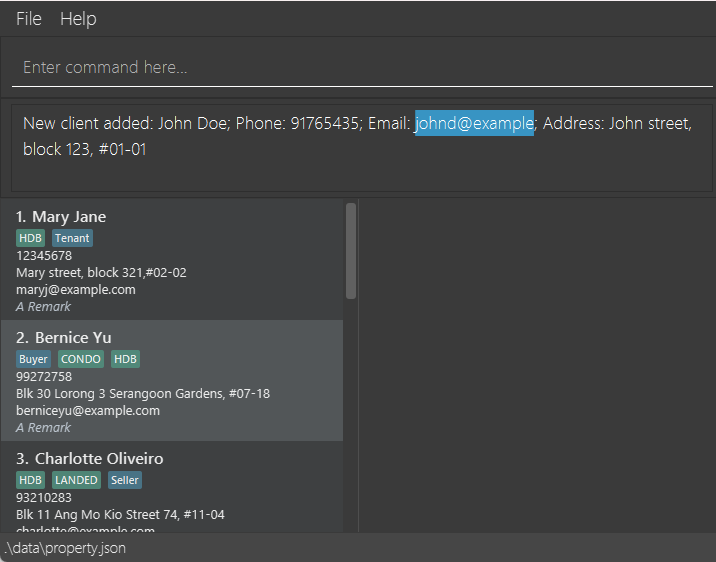 File Help
Enter command here...
New client added: John Doe; Phone: 91765435; Email: johnd@example; Address: John street,
block 123, #01-01
1. Mary Jane
HDB Tenant
12345678
Mary street, block 321,#02-02
maryj@example.com
A Remark
2. Bernice Yu
Buyer CONDO HDB
99272758
Blk 30 Lorong 3 Serangoon Gardens, #07-18
berniceyu@example.com
A Remark
3. Charlotte Oliveiro
HDB LANDED Seller
93210283
Blk 11 Ang Mo Kio Street 74, #11-04
charlotte@example.com
.\data\property.json